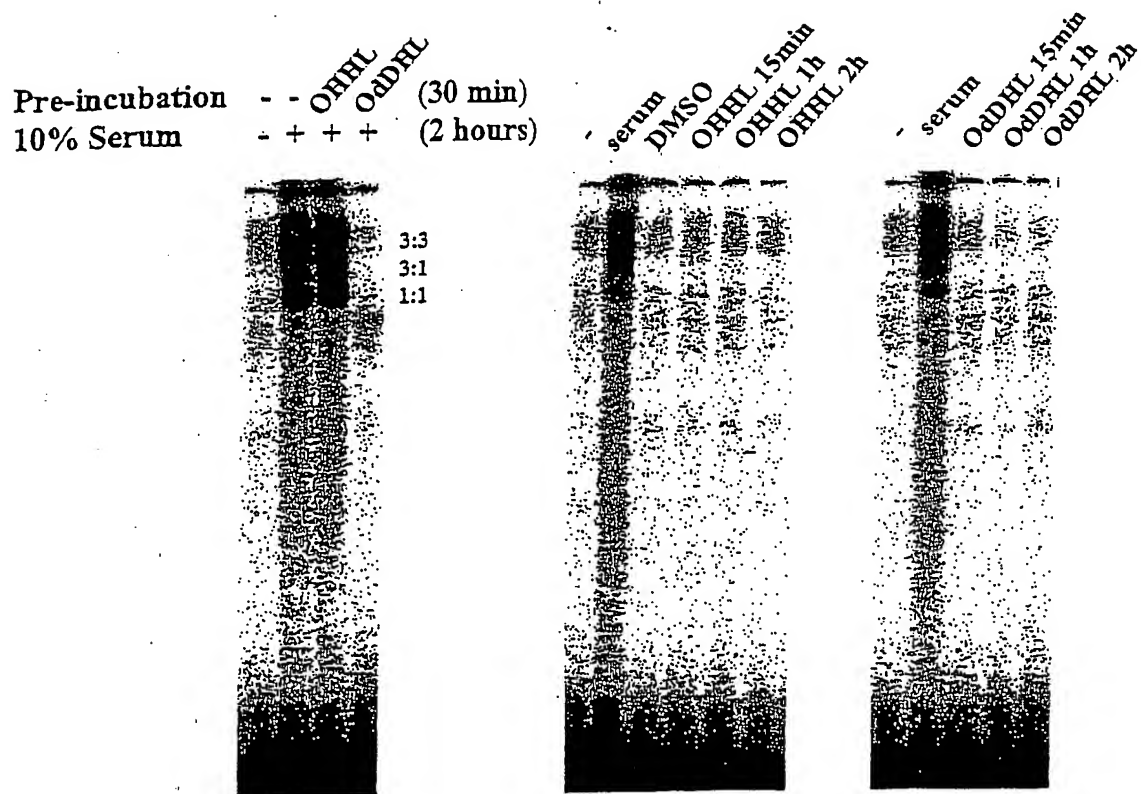 Pre-incubation - - OHHL OdDHL (30 min)
10% Serum - + + + (2 hours)
- serum DMSO OHHL 15min OHHL 1h OHHL 2h
- serum OdDHL 15min OdDHL 1h OdDHL 2h
3:3
3:1
1:1